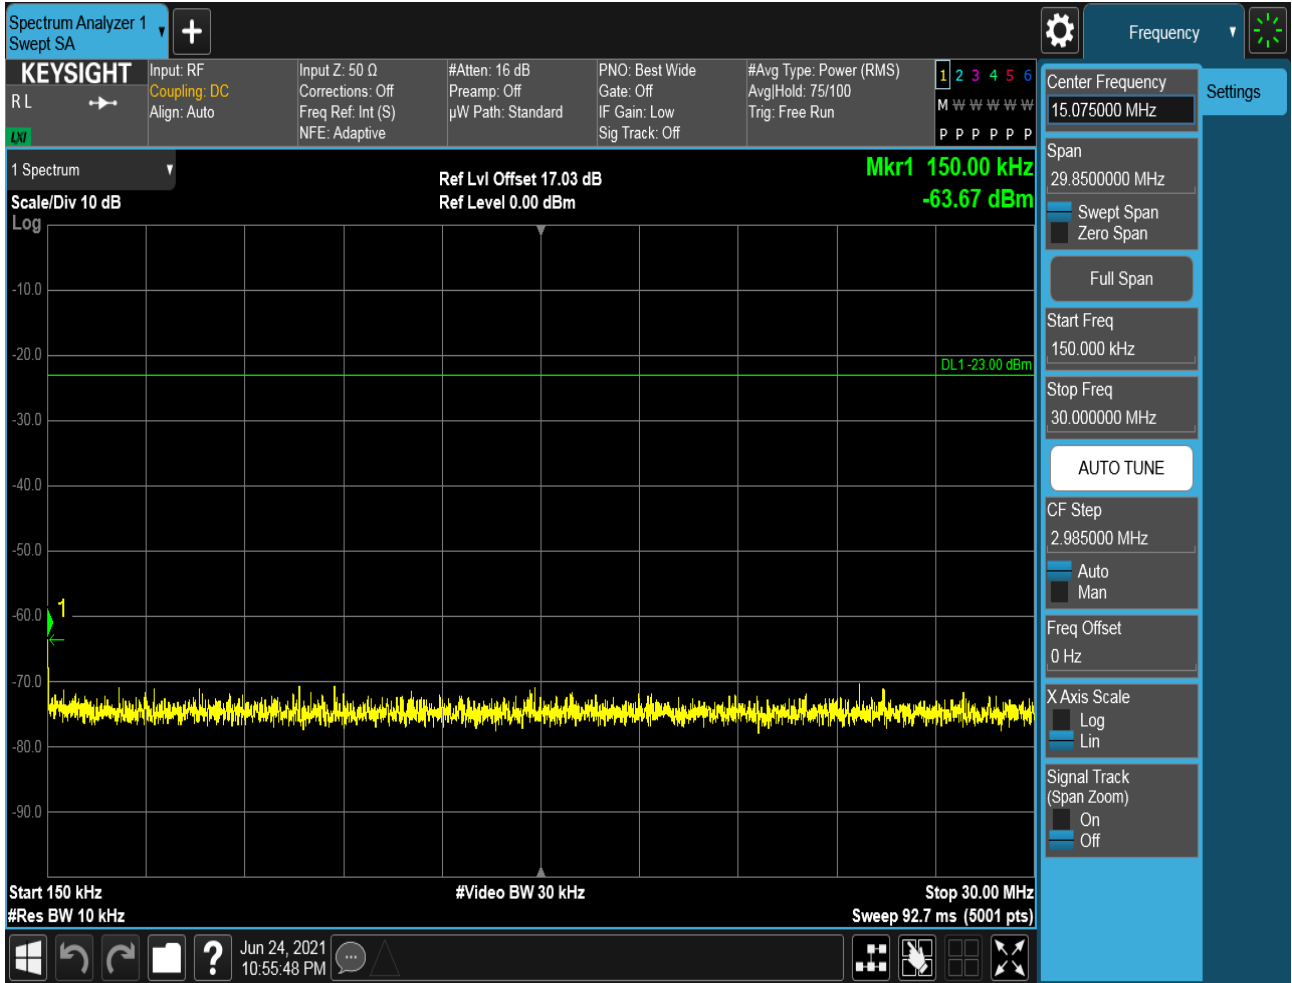 Spectrum Analyzer 1
Swept SA
Frequency
KEYSIGHT
R L
LXI
Input: RF
Coupling: DC
Align: Auto
Input Z: 50 Ω
Corrections: Off
Freq Ref: Int (S)
NFE: Adaptive
#Atten: 16 dB
Preamp: Off
µW Path: Standard
PNO: Best Wide
Gate: Off
IF Gain: Low
Sig Track: Off
#Avg Type: Power (RMS)
Avg|Hold: 75/100
Trig: Free Run
1 2 3 4 5 6
M W W W W W
P P P P P P
1 Spectrum
Scale/Div 10 dB
Log
Ref Lvl Offset 17.03 dB
Ref Level 0.00 dBm
Mkr1 150.00 kHz
-63.67 dBm
-10.0
-20.0
DL1 -23.00 dBm
-30.0
-40.0
-50.0
-60.0
1
-70.0
-80.0
-90.0
Start 150 kHz
#Res BW 10 kHz
#Video BW 30 kHz
Stop 30.00 MHz
Sweep 92.7 ms (5001 pts)
Center Frequency
15.075000 MHz
Settings
Span
29.8500000 MHz
Swept Span
Zero Span
Full Span
Start Freq
150.000 kHz
Stop Freq
30.000000 MHz
AUTO TUNE
CF Step
2.985000 MHz
Auto
Man
Freq Offset
0 Hz
X Axis Scale
Log
Lin
Signal Track
(Span Zoom)
On
Off
?
Jun 24, 2021
10:55:48 PM